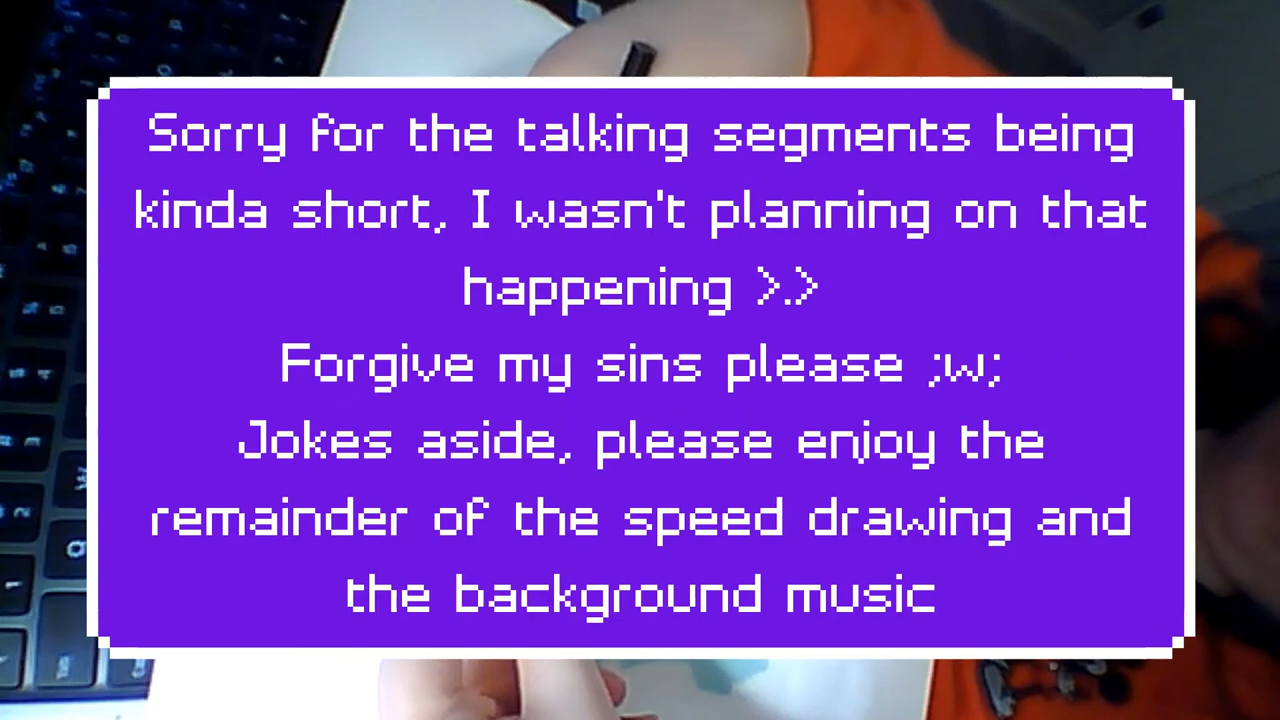 Sorry for the talking segments being
kinda short, I wasn't planning on that
happening >.>
Forgive my sins please ;w;
Jokes aside, please enjoy the
remainder of the speed drawing and
the background music